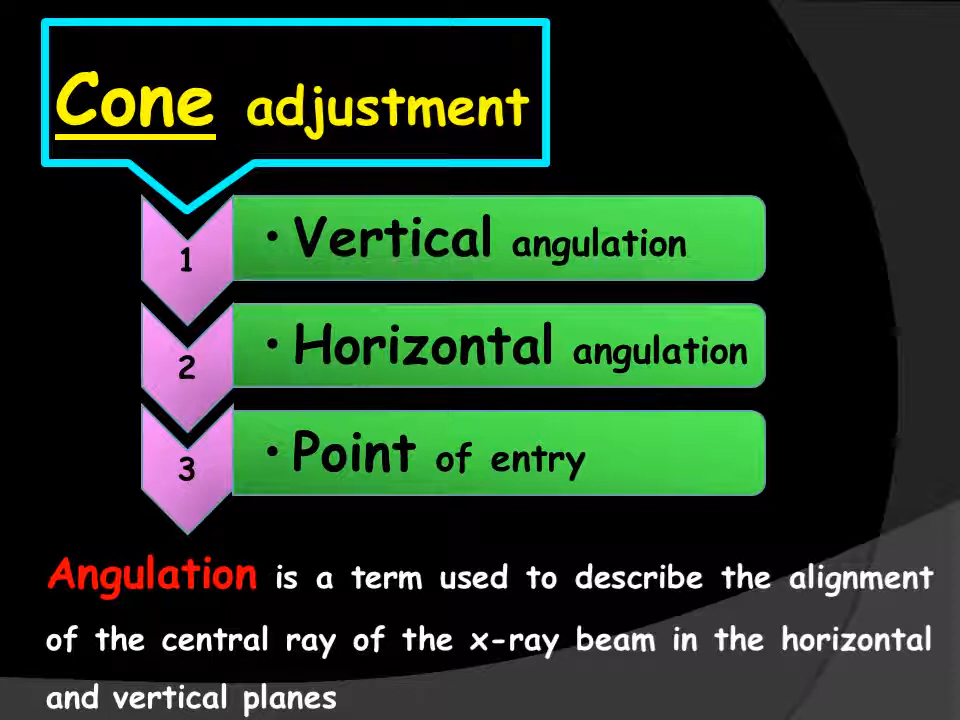 Cone adjustment
1
• Vertical angulation
2
• Horizontal angulation
3
• Point of entry
Angulation is a term used to describe the alignment
of the central ray of the x-ray beam in the horizontal
and vertical planes